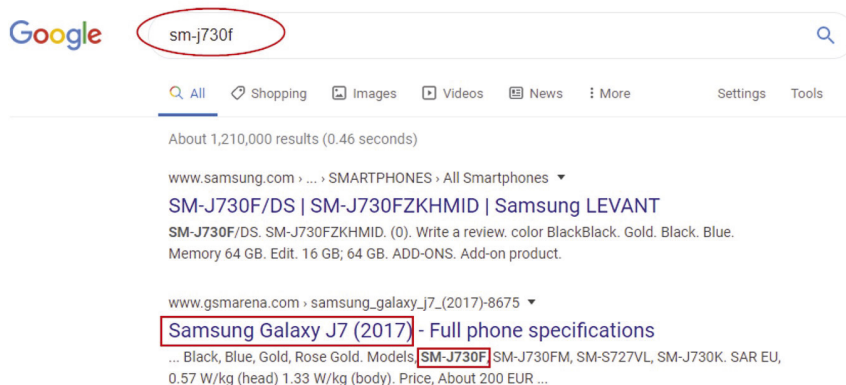 Google
sm-j730f
All Shopping Images Videos News More Settings Tools
About 1,210,000 results (0.46 seconds)
www.samsung.com › ... › SMARTPHONES › All Smartphones
SM-J730F/DS | SM-J730FZKHMID | Samsung LEVANT
SM-J730F/DS. SM-J730FZKHMID. (0). Write a review. color BlackBlack. Gold. Black. Blue.
Memory 64 GB. Edit. 16 GB; 64 GB. ADD-ONS. Add-on product.
www.gsmarena.com › samsung_galaxy_j7_(2017)-8675
Samsung Galaxy J7 (2017) - Full phone specifications
... Black, Blue, Gold, Rose Gold. Models, SM-J730F, SM-J730FM, SM-S727VL, SM-J730K. SAR EU,
0.57 W/kg (head) 1.33 W/kg (body). Price, About 200 EUR ...